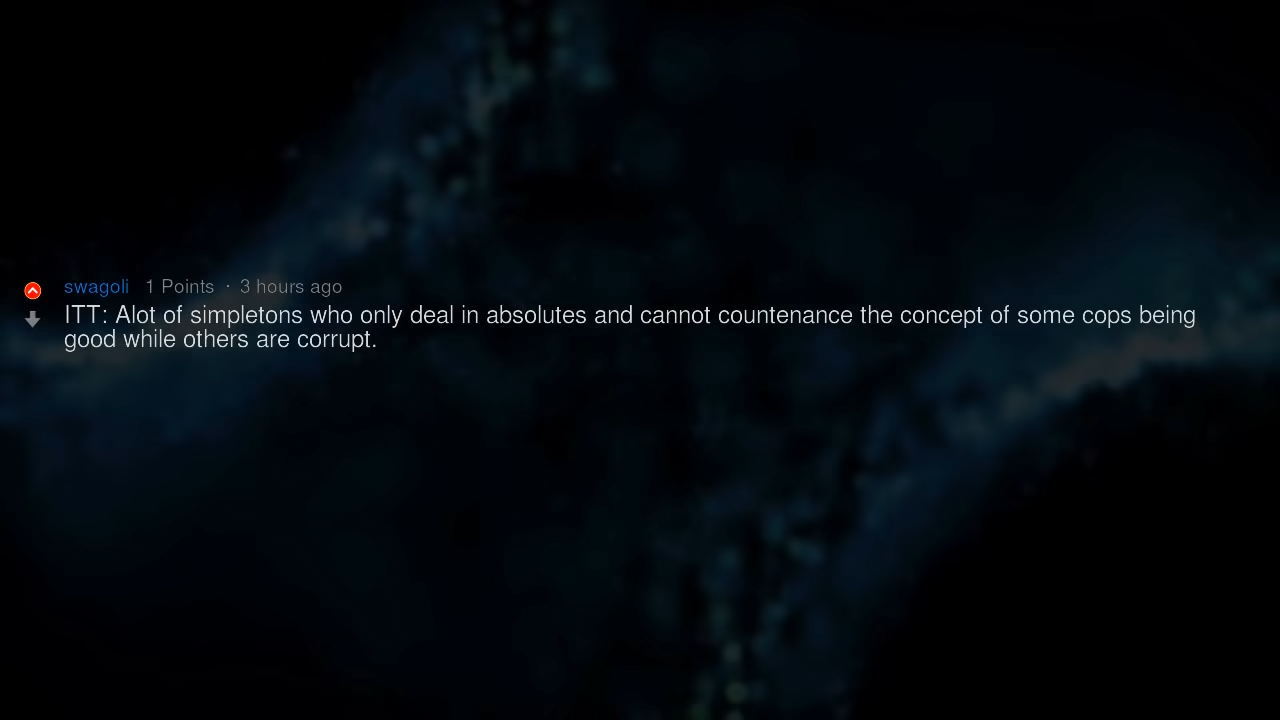 swagoli 1 Points · 3 hours ago
ITT: Alot of simpletons who only deal in absolutes and cannot countenance the concept of some cops being
good while others are corrupt.